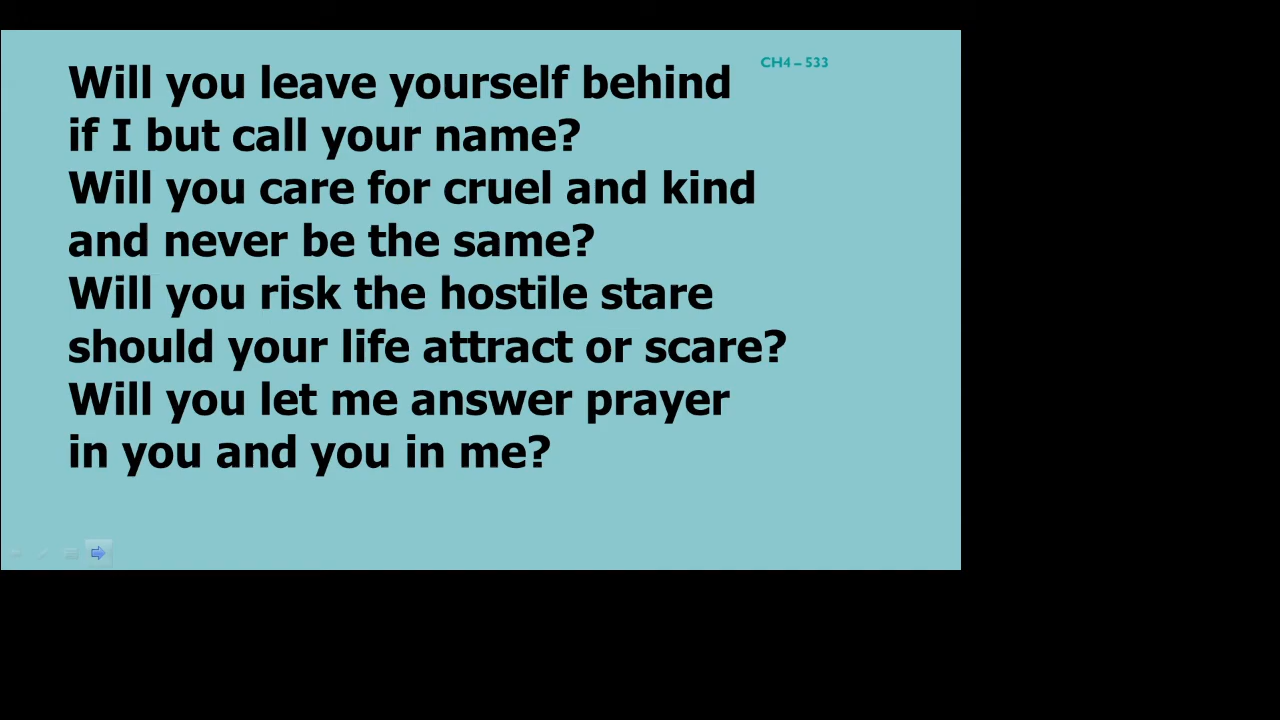 CH4 – 533
Will you leave yourself behind
if I but call your name?
Will you care for cruel and kind
and never be the same?
Will you risk the hostile stare
should your life attract or scare?
Will you let me answer prayer
in you and you in me?